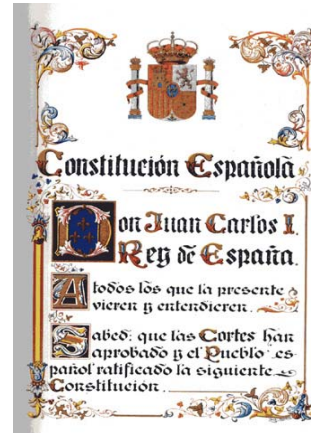 Constitución Española
Don Juan Carlos I,
Rey de España.
A todos los que la presente
vieren y entendieren.
Sabed: que las Cortes han
aprobado y el Pueblo es-
pañol ratificado la siguiente
Constitución.